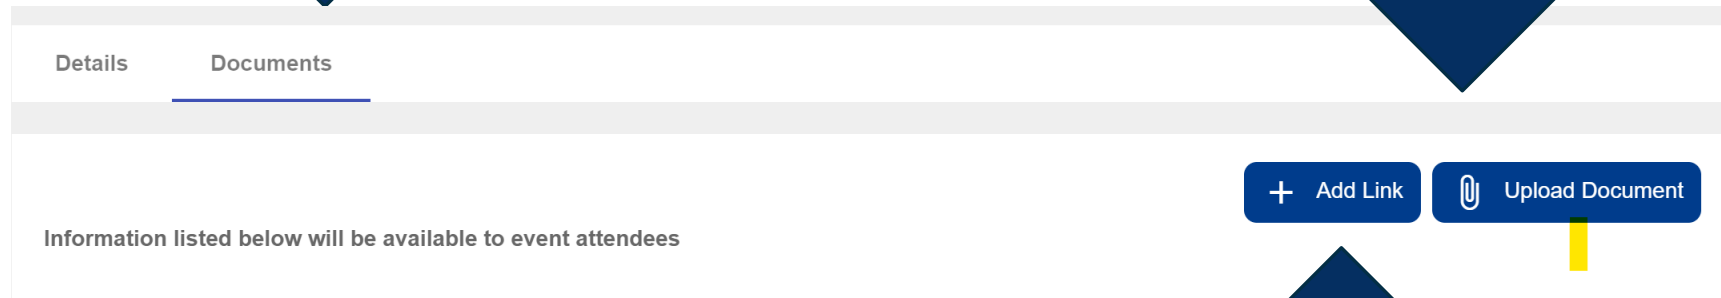 Details Documents
Add Link Upload Document
Information listed below will be available to event attendees